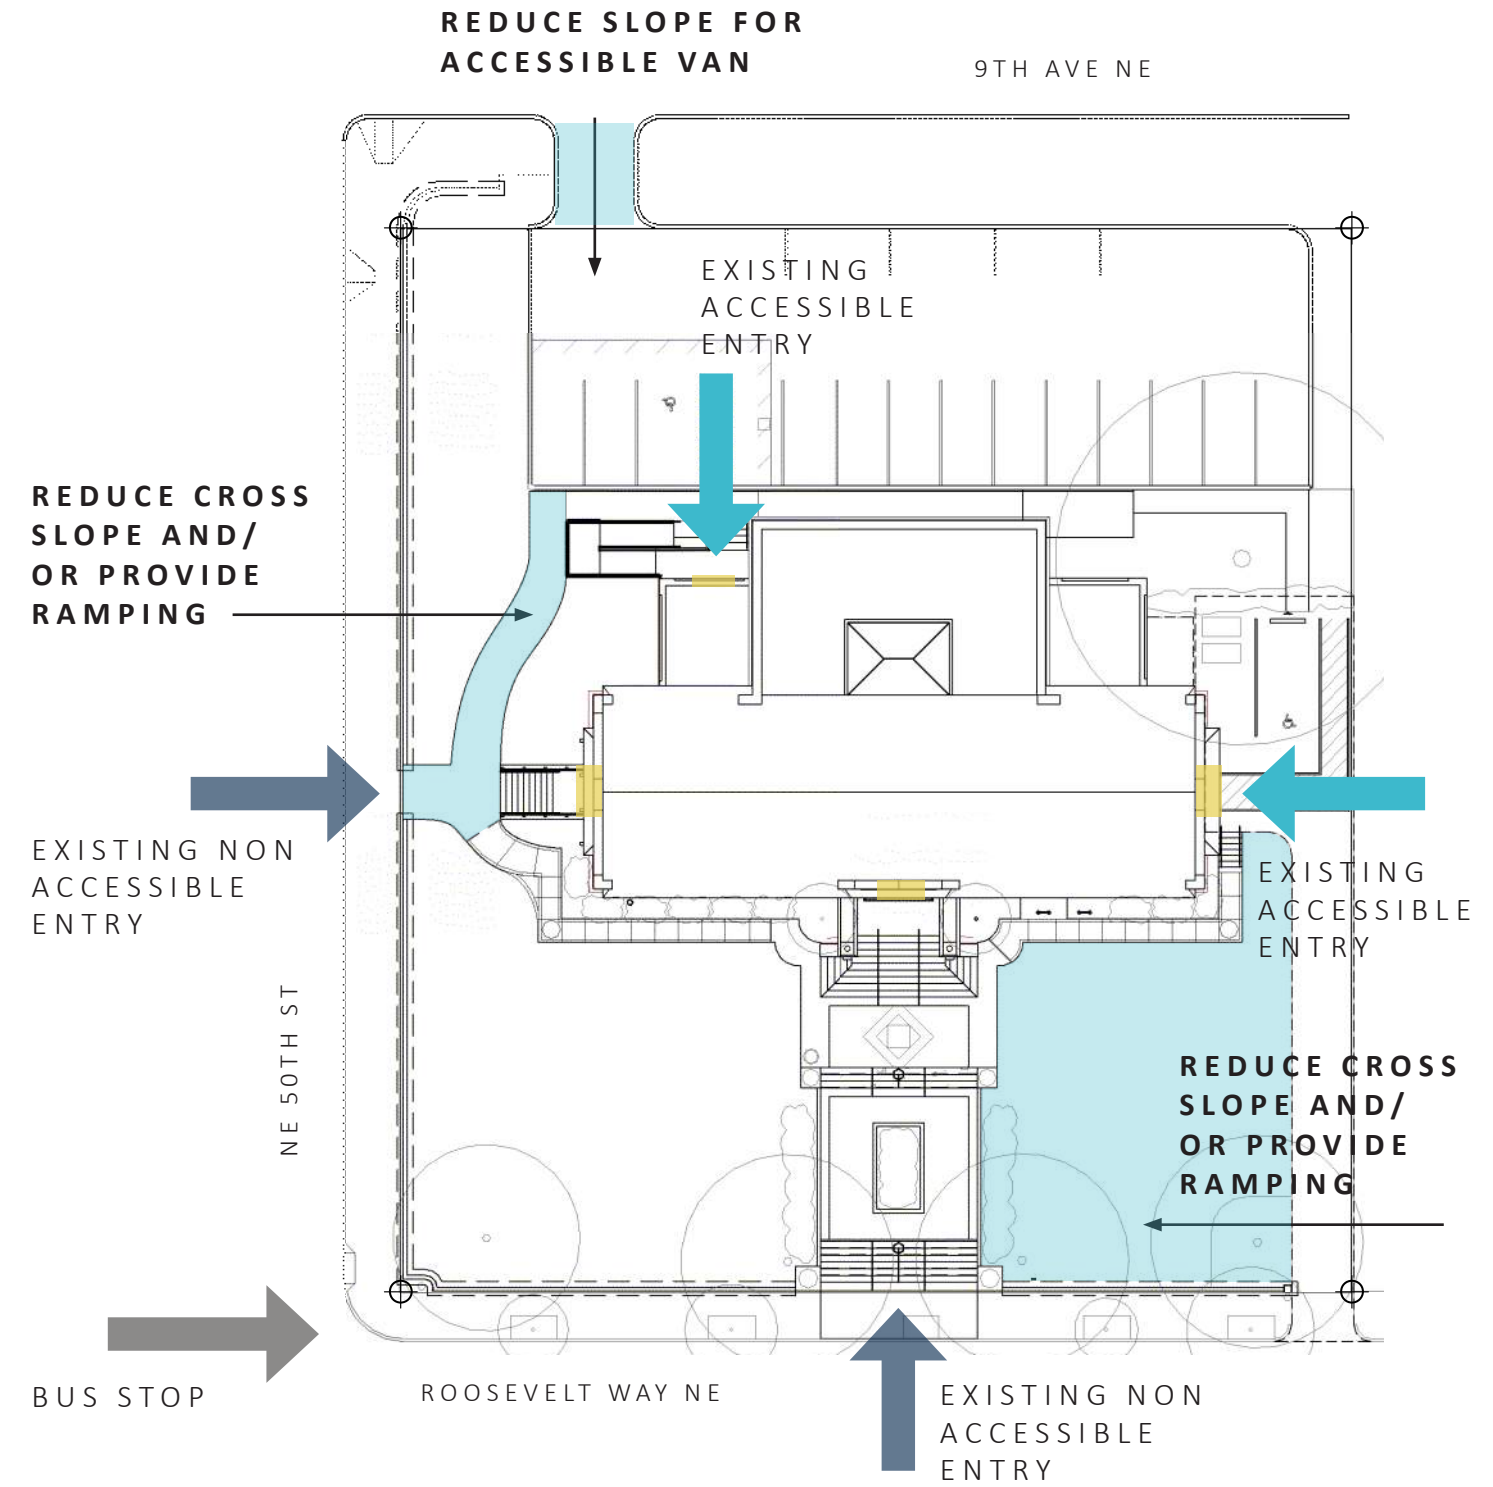 REDUCE SLOPE FOR
ACCESSIBLE VAN
9TH AVE NE
EXISTING
ACCESSIBLE
ENTRY
REDUCE CROSS
SLOPE AND/
OR PROVIDE
RAMPING
EXISTING NON
ACCESSIBLE
ENTRY
EXISTING
ACCESSIBLE
ENTRY
NE 50TH ST
REDUCE CROSS
SLOPE AND/
OR PROVIDE
RAMPING
BUS STOP
ROOSEVELT WAY NE
EXISTING NON
ACCESSIBLE
ENTRY